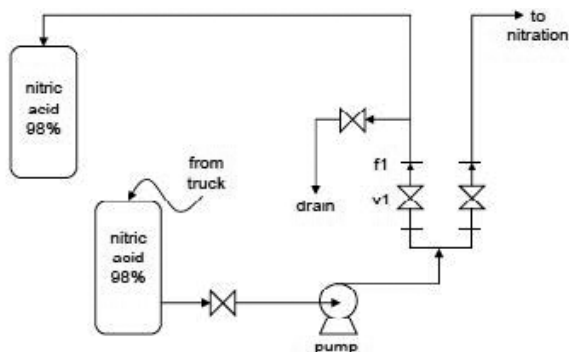 to
nitration
nitric
acid
98%
from
truck
f1
v1
drain
nitric
acid
98%
pump